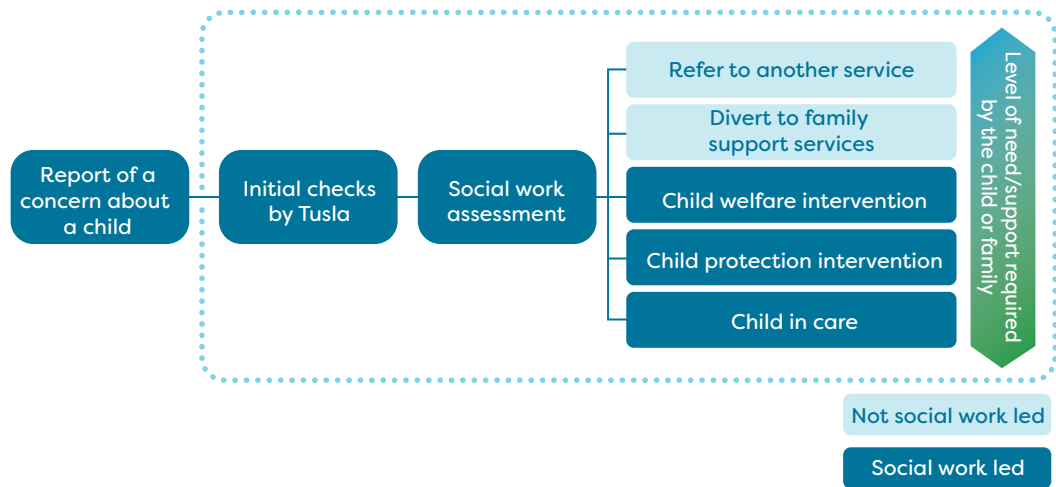 Report of a
concern about
a child
Initial checks
by Tusla
Social work
assessment
Refer to another service
Divert to family
support services
Child welfare intervention
Child protection intervention
Child in care
Level of need/support required
by the child or family
Not social work led
Social work led